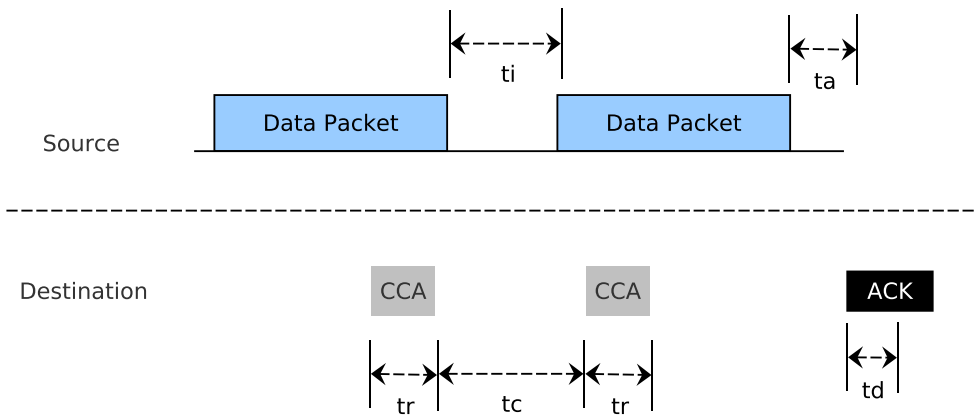 ti
ta
Data Packet
Data Packet
Source
Destination
CCA
CCA
ACK
tr
tc
tr
td